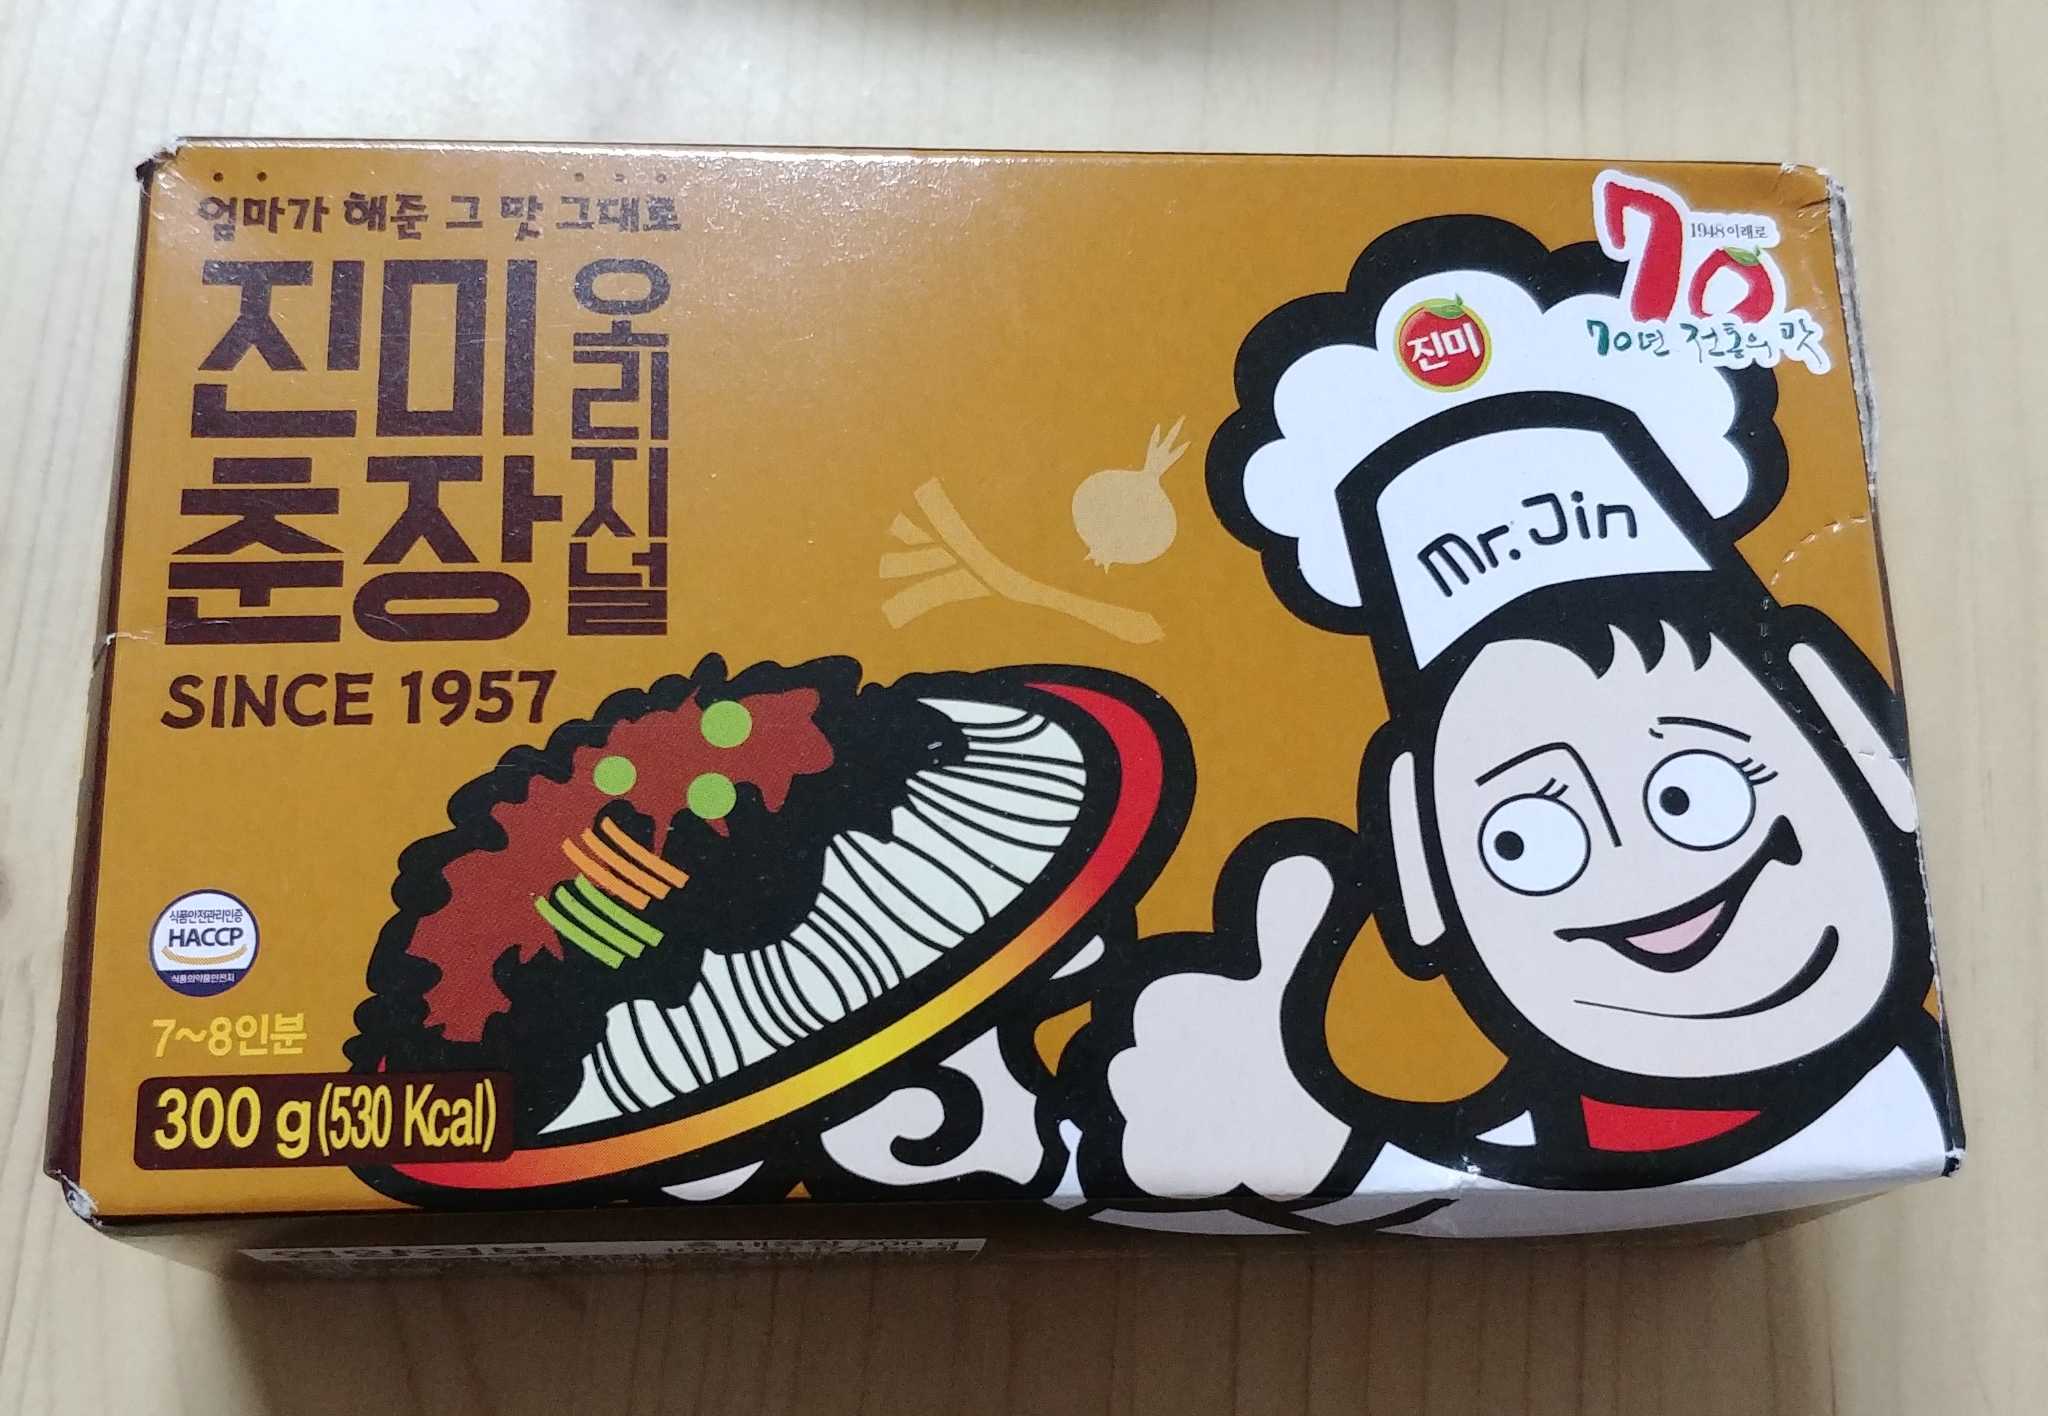 엄마가 해준 그 맛 그대로
진미
춘장
오리지널
SINCE 1957
1948이래로
70
70년 전통의 맛
진미
Mr. Jin
식품안전관리인증
HACCP
식품의약품안전처
7~8인분
300 g(530 Kcal)